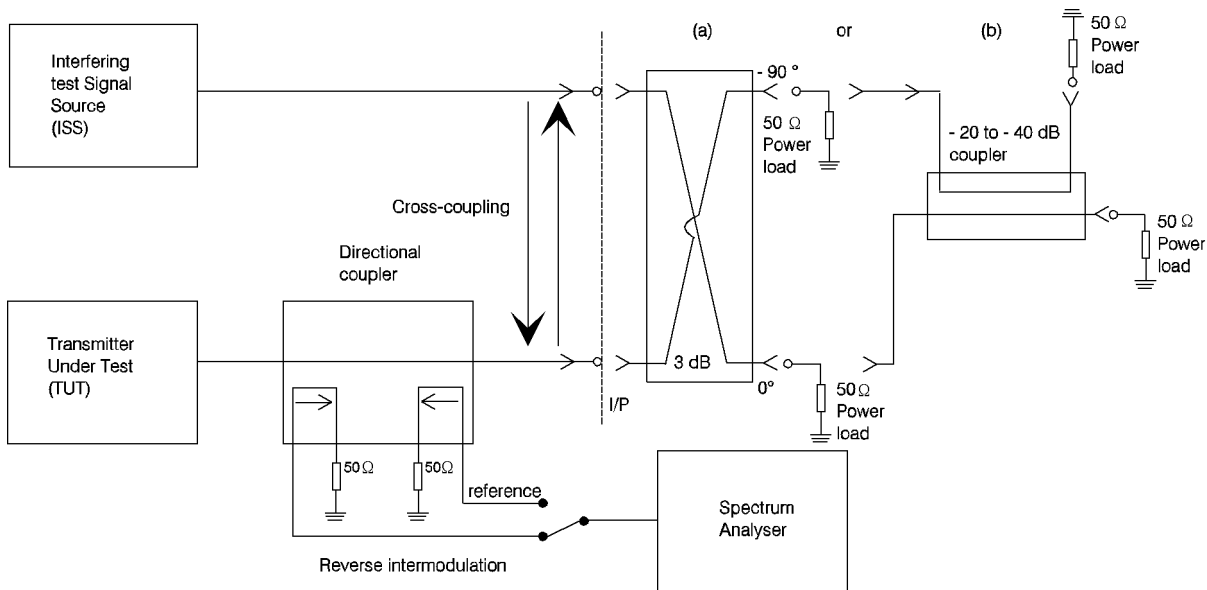 (a)
or
(b)
50 Ω
Power
load
Interfering
test Signal
Source
(ISS)
- 90 °
50 Ω
Power
load
- 20 to - 40 dB
coupler
Cross-coupling
50 Ω
Power
load
Directional
coupler
Transmitter
Under Test
(TUT)
3 dB
0°
I/P
50 Ω
Power
load
50 Ω
50 Ω
reference
Spectrum
Analyser
Reverse intermodulation